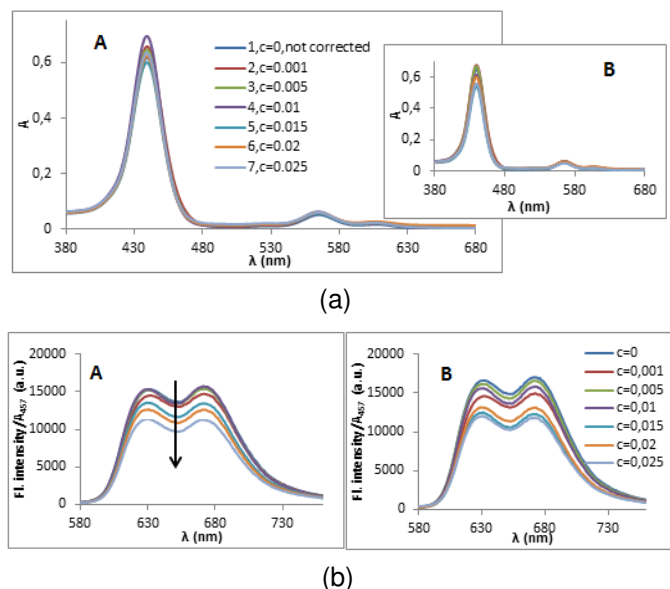 A
1,c=0,not corrected
2,c=0.001
3,c=0.005
4,c=0.01
5,c=0.015
6,c=0.02
7,c=0.025
0,6
0,4
0,2
0
A
380 430 480 530 580 630 680
λ (nm)
B
0,6
0,4
0,2
0
A
380 480 580 680
λ (nm)
(a)
A
20000
15000
10000
5000
0
Fl. intensity/A457 (a.u.)
580 630 680 730
λ (nm)
B
20000
15000
10000
5000
0
Fl. intensity/A457 (a.u.)
580 630 680 730
λ (nm)
c=0
c=0,001
c=0,005
c=0,01
c=0,015
c=0,02
c=0,025
(b)